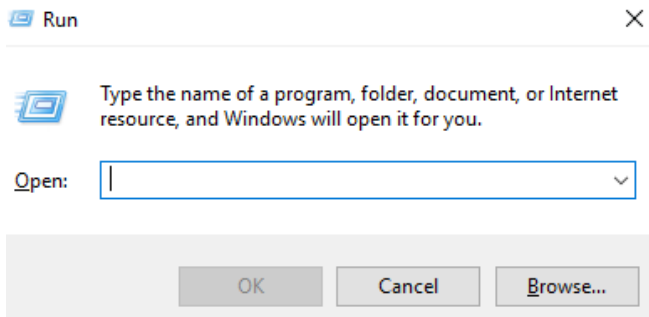 Run
Type the name of a program, folder, document, or Internet
resource, and Windows will open it for you.
Open:
OK Cancel Browse...